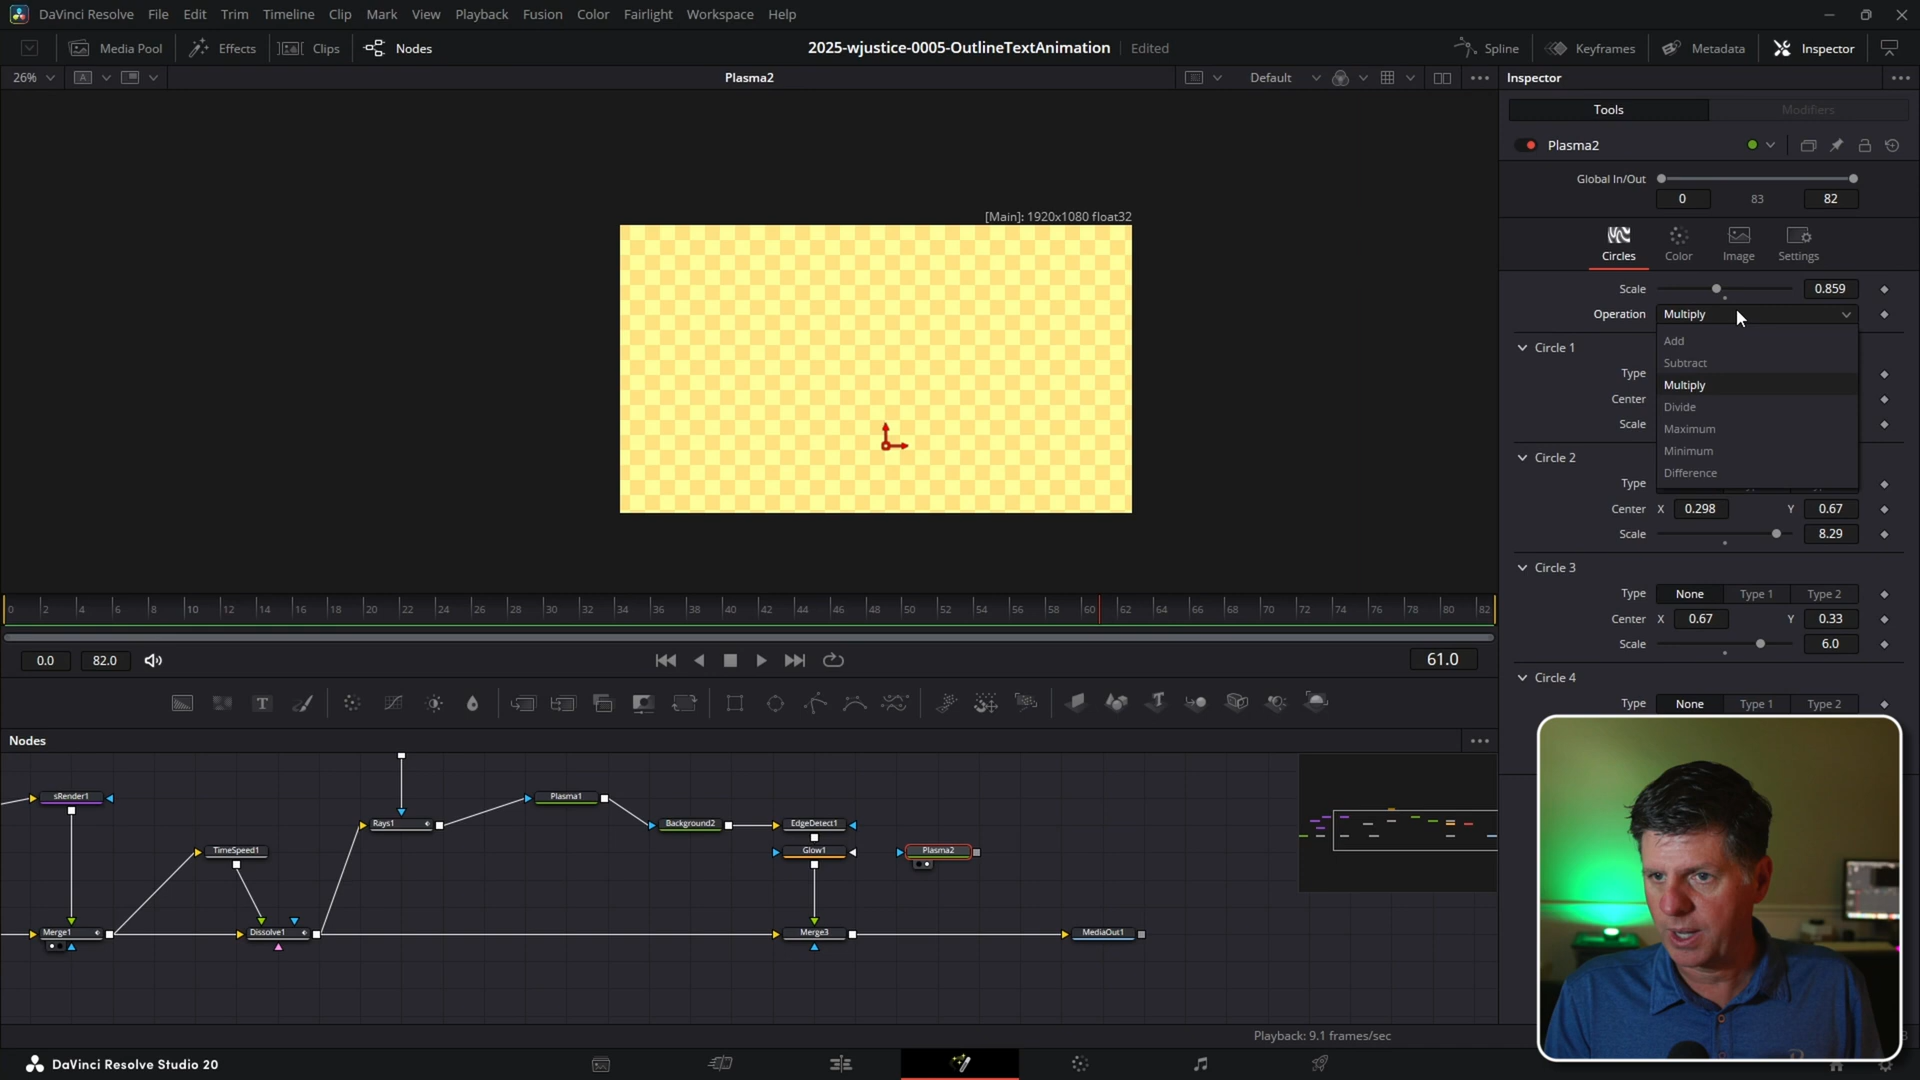 DaVinci Resolve File Edit Trim Timeline Clip Mark View Playback Fusion Color Fairlight Workspace Help
Media Pool Effects Clips Nodes 2025-wjustice-0005-OutlineTextAnimation Edited Spline Keyframes Metadata Inspector
26% A Plasma2 Default Inspector
Tools Modifiers
Plasma2
Global In/Out
0 83 82
[Main]: 1920x1080 float32
Circles Color Image Settings
Scale 0.859
Operation Multiply
Add
Subtract
Multiply
Divide
Maximum
Minimum
Difference
Circle 1
Type
Center
Scale
Circle 2
Type
Center X 0.298 Y 0.67
Scale 8.29
Circle 3
Type None Type 1 Type 2
Center X 0.67 Y 0.33
Scale 6.0
Circle 4
Type None Type 1 Type 2
0 2 4 6 8 10 12 14 16 18 20 22 24 26 28 30 32 34 36 38 40 42 44 46 48 50 52 54 56 58 60 62 64 66 68 70 72 74 76 78 80 82
0.0 82.0 61.0
Nodes
sRender1 Plasma1
Rays1 Background2 EdgeDetect1
TimeSpeed1 Glow1 Plasma2
Merge1 Dissolve1 Merge3 MediaOut1
Playback: 9.1 frames/sec
DaVinci Resolve Studio 20